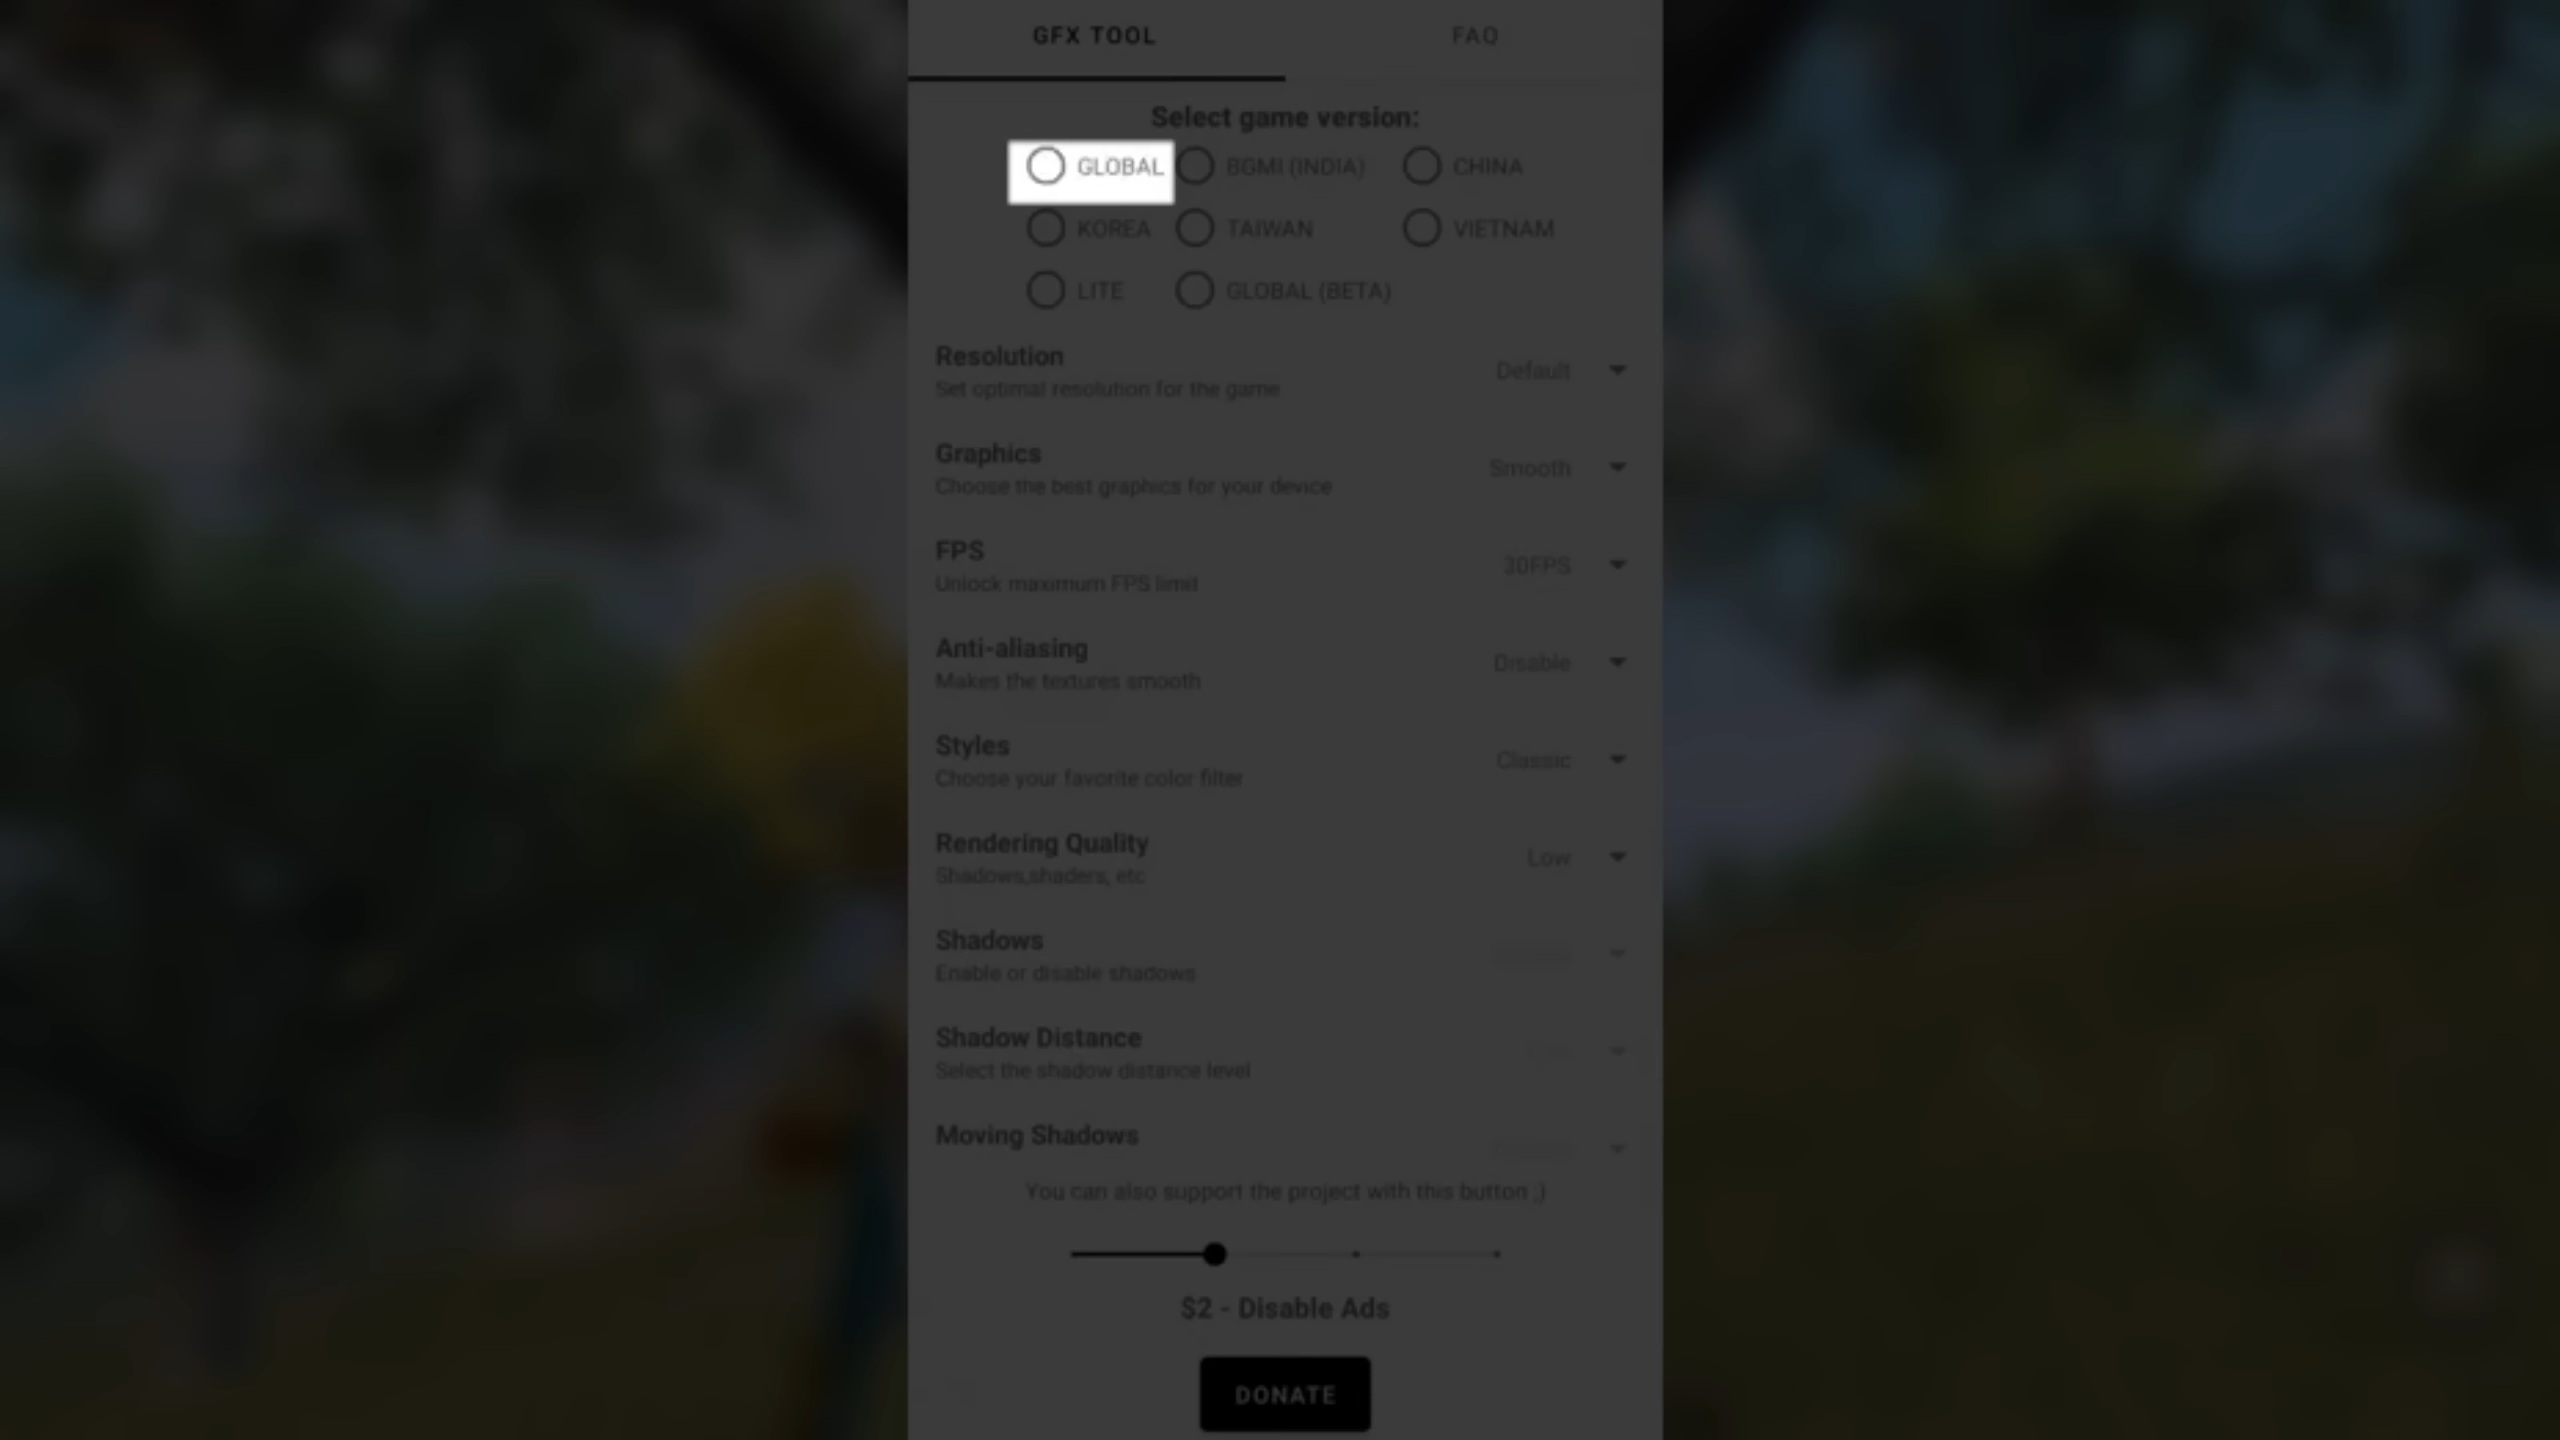 GFX TOOL FAQ
Select game version:
GLOBAL BGMI (INDIA) CHINA
KOREA TAIWAN VIETNAM
LITE GLOBAL (BETA)
Resolution
Set optimal resolution for the game
Default
Graphics
Choose the best graphics for your device
Smooth
FPS
Unlock maximum FPS limit
30FPS
Anti-aliasing
Makes the textures smooth
Disable
Styles
Choose your favorite color filter
Classic
Rendering Quality
Shadows,shaders, etc
Low
Shadows
Enable or disable shadows
Shadow Distance
Select the shadow distance level
Moving Shadows
You can also support the project with this button ;)
$2 - Disable Ads
DONATE